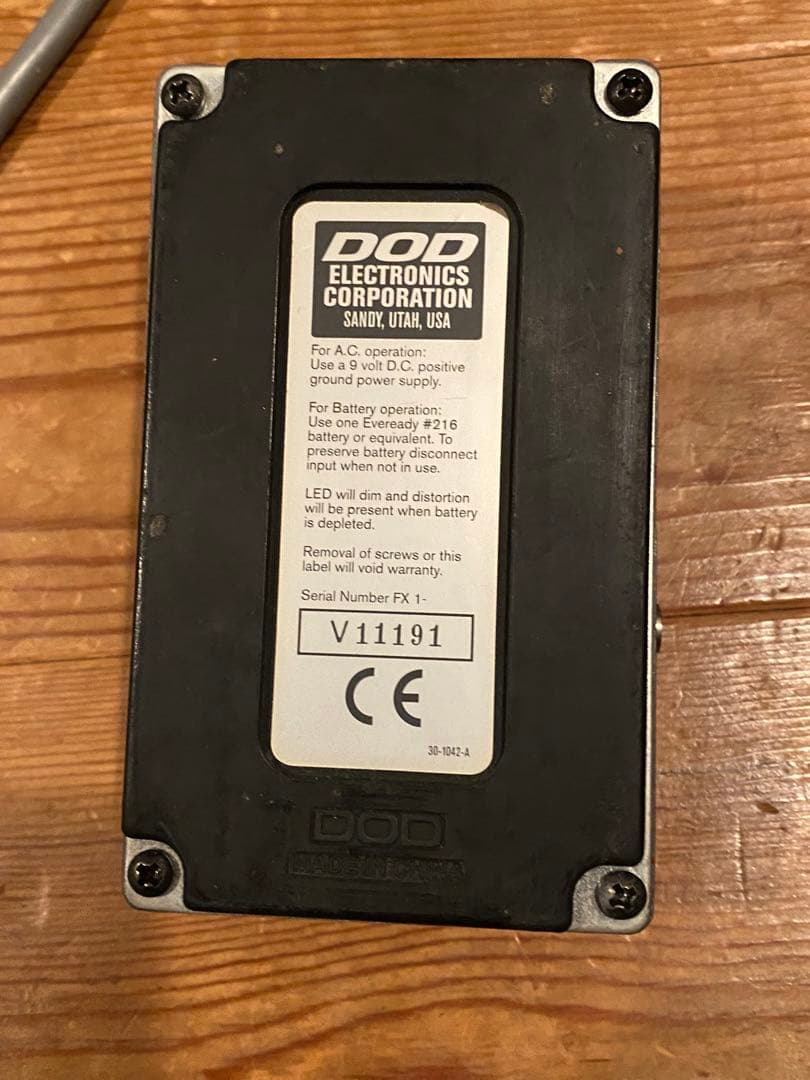 DOD
ELECTRONICS
CORPORATION
SANDY, UTAH, USA
For A.C. operation:
Use a 9 volt D.C. positive
ground power supply.
For Battery operation:
Use one Eveready #216
battery or equivalent. To
preserve battery disconnect
input when not in use.
LED will dim and distortion
will be present when battery
is depleted.
Removal of screws or this
label will void warranty.
Serial Number FX 1-
V11191
CE
30-1042-A
DOD
MADE IN